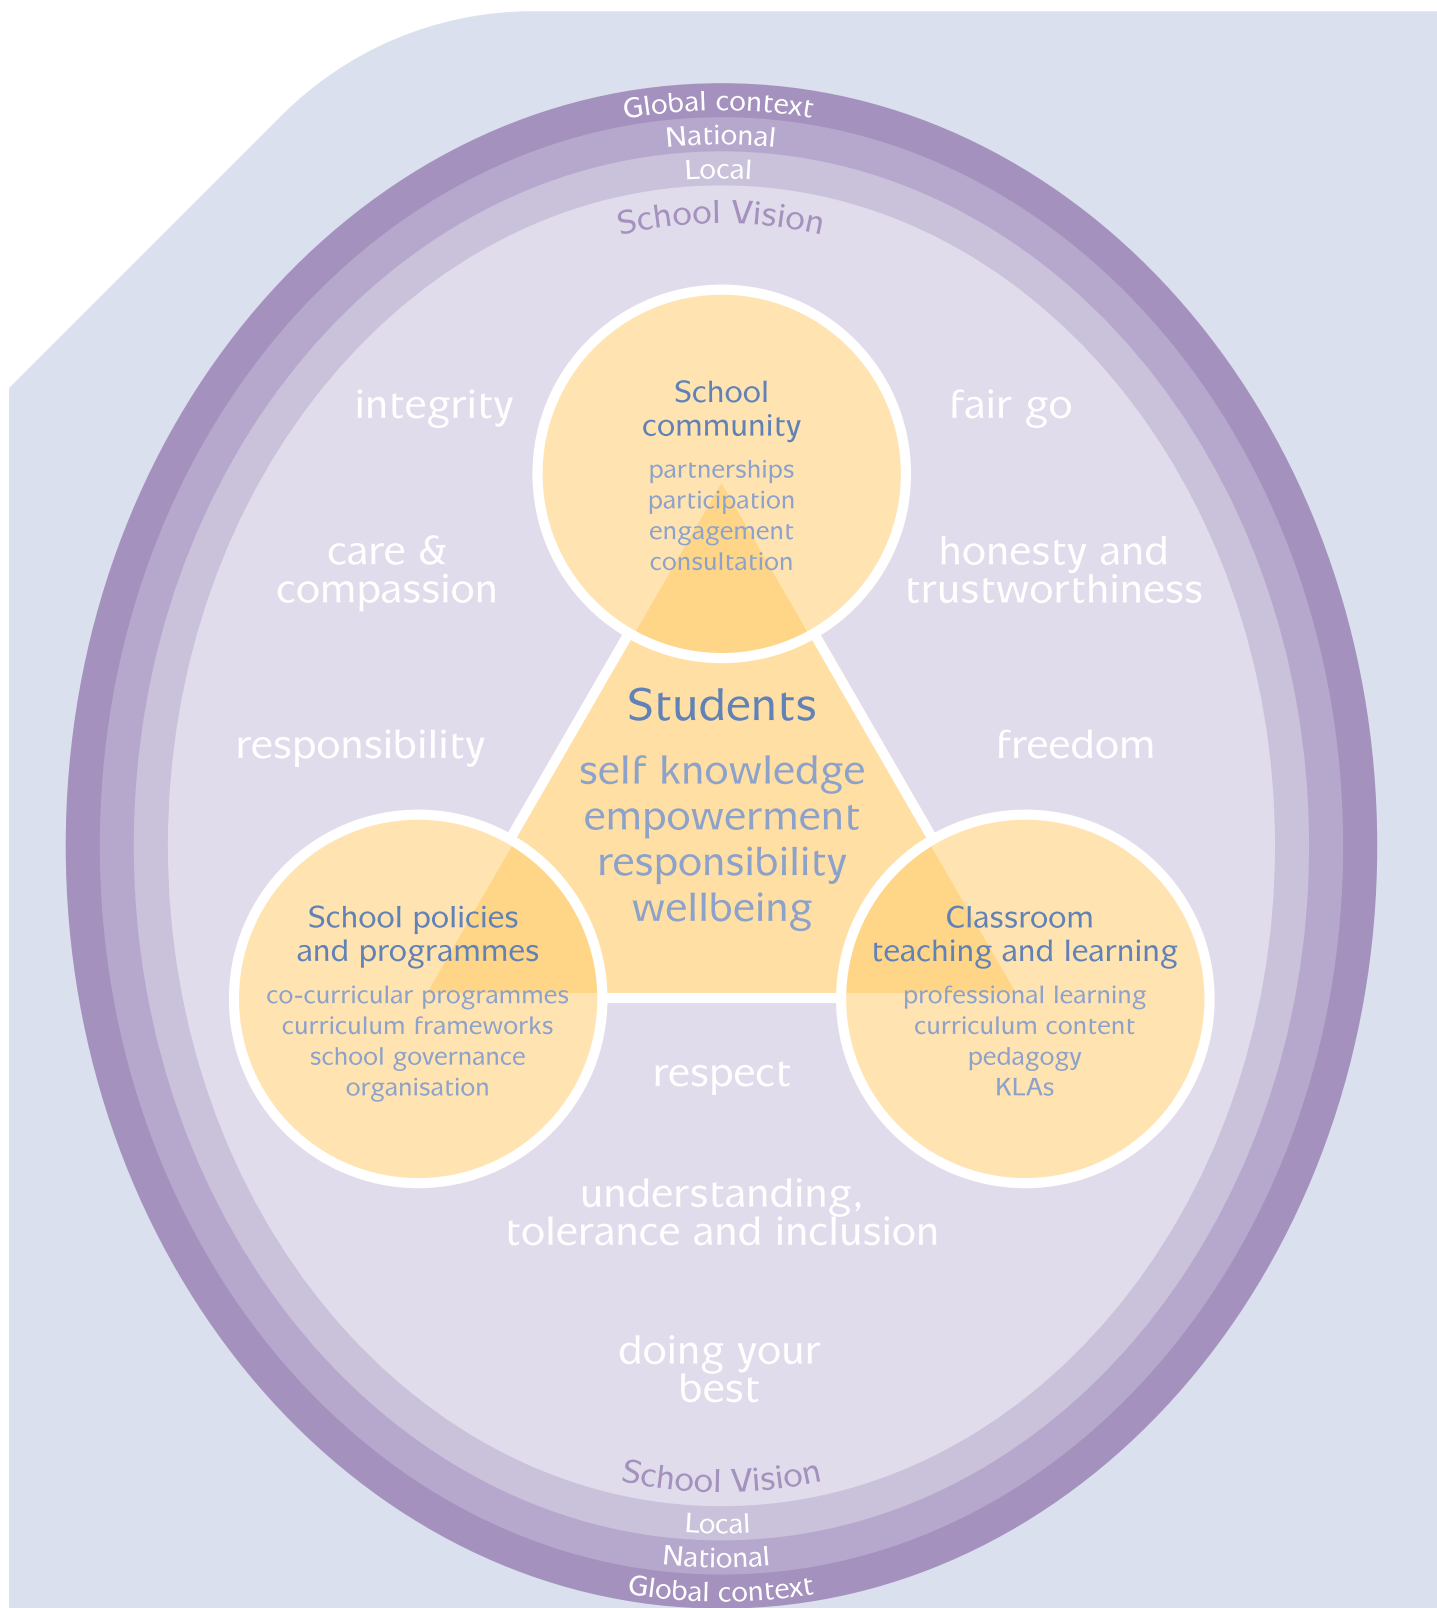 Global context
National
Local
School Vision
integrity
fair go
School
community
partnerships
participation
engagement
consultation
care &
compassion
honesty and
trustworthiness
Students
self knowledge
empowerment
responsibility
wellbeing
responsibility
freedom
School policies
and programmes
co-curricular programmes
curriculum frameworks
school governance
organisation
Classroom
teaching and learning
professional learning
curriculum content
pedagogy
KLAs
respect
understanding,
tolerance and inclusion
doing your
best
School Vision
Local
National
Global context